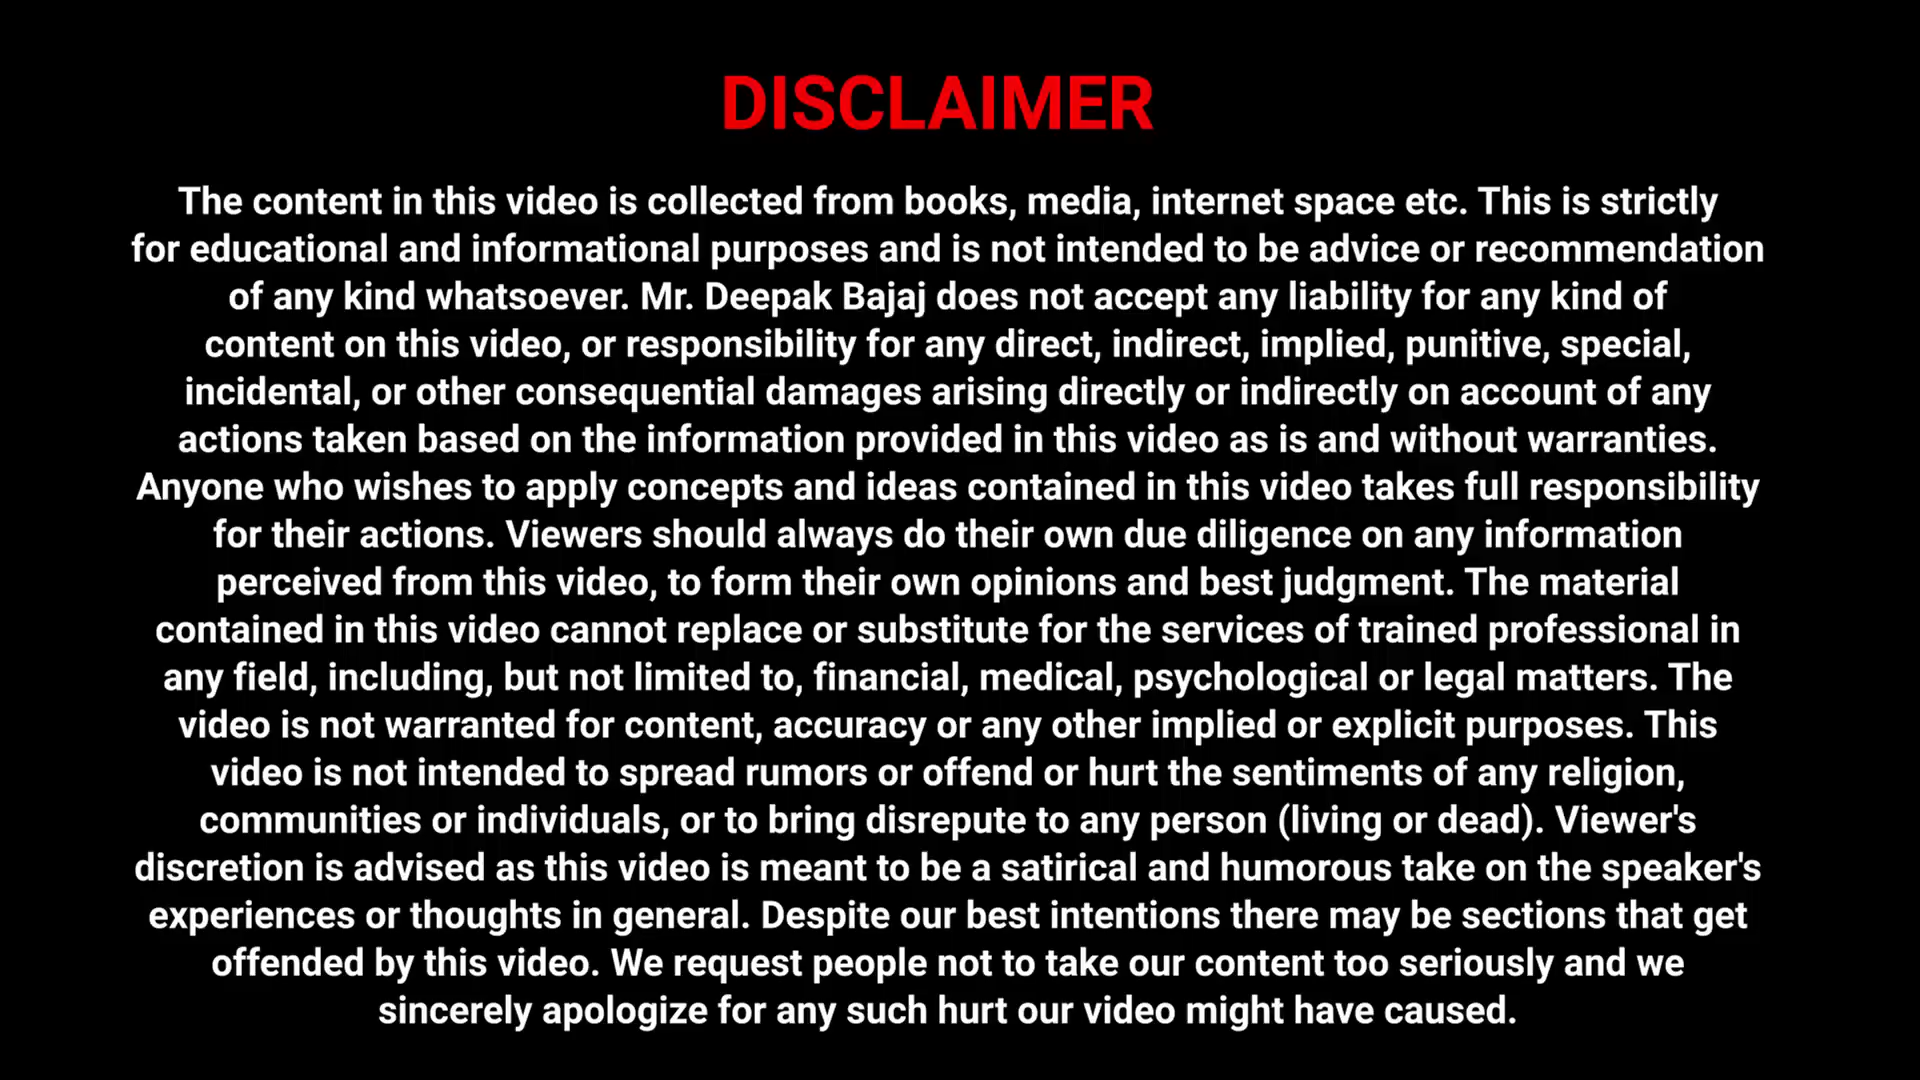 DISCLAIMER
The content in this video is collected from books, media, internet space etc. This is strictly
for educational and informational purposes and is not intended to be advice or recommendation
of any kind whatsoever. Mr. Deepak Bajaj does not accept any liability for any kind of
content on this video, or responsibility for any direct, indirect, implied, punitive, special,
incidental, or other consequential damages arising directly or indirectly on account of any
actions taken based on the information provided in this video as is and without warranties.
Anyone who wishes to apply concepts and ideas contained in this video takes full responsibility
for their actions. Viewers should always do their own due diligence on any information
perceived from this video, to form their own opinions and best judgment. The material
contained in this video cannot replace or substitute for the services of trained professional in
any field, including, but not limited to, financial, medical, psychological or legal matters. The
video is not warranted for content, accuracy or any other implied or explicit purposes. This
video is not intended to spread rumors or offend or hurt the sentiments of any religion,
communities or individuals, or to bring disrepute to any person (living or dead). Viewer's
discretion is advised as this video is meant to be a satirical and humorous take on the speaker's
experiences or thoughts in general. Despite our best intentions there may be sections that get
offended by this video. We request people not to take our content too seriously and we
sincerely apologize for any such hurt our video might have caused.